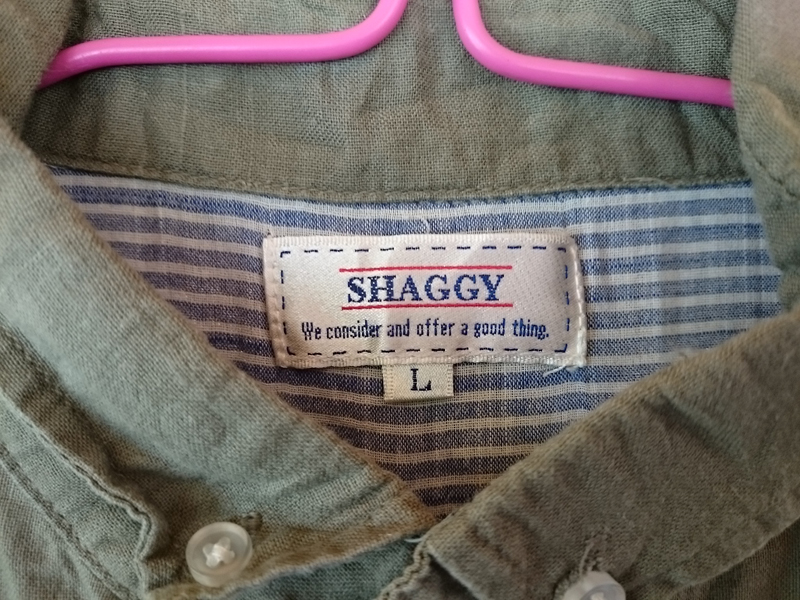 SHAGGY
We consider and offer a good thing.
L